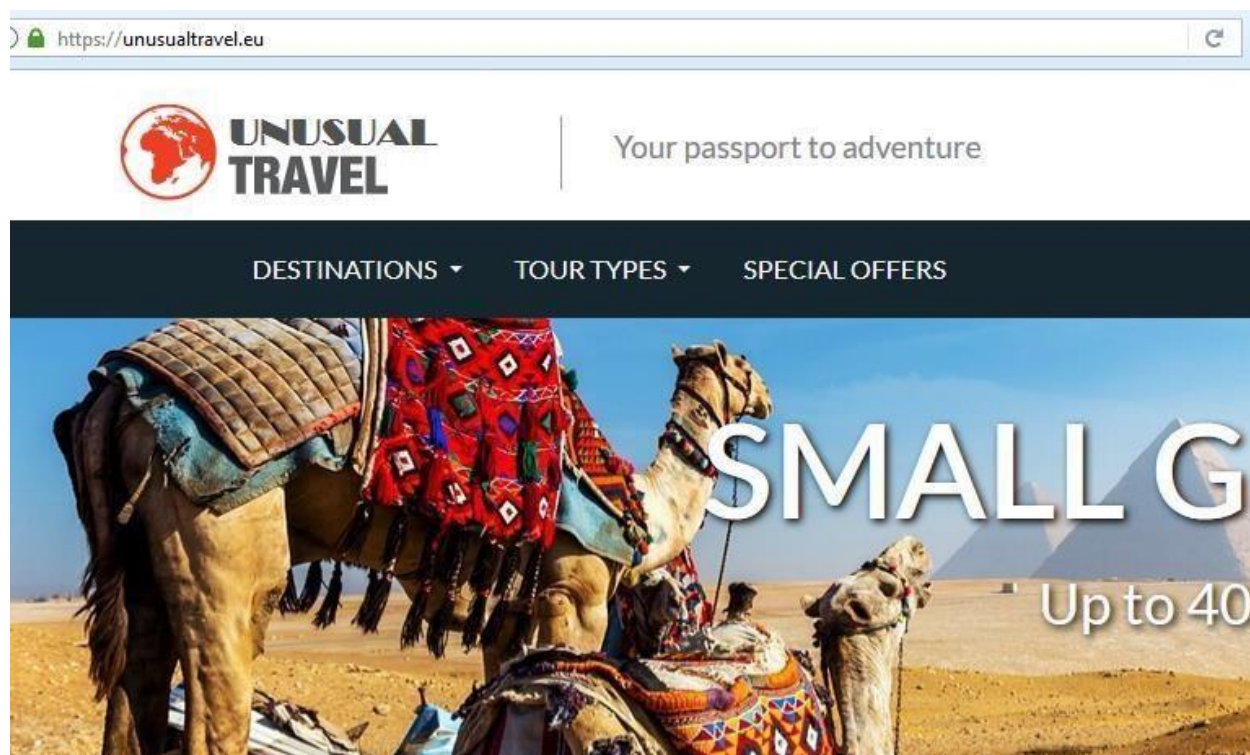 https://unusualtravel.eu
UNUSUAL
TRAVEL
Your passport to adventure
DESTINATIONS TOUR TYPES SPECIAL OFFERS
SMALL G
Up to 40